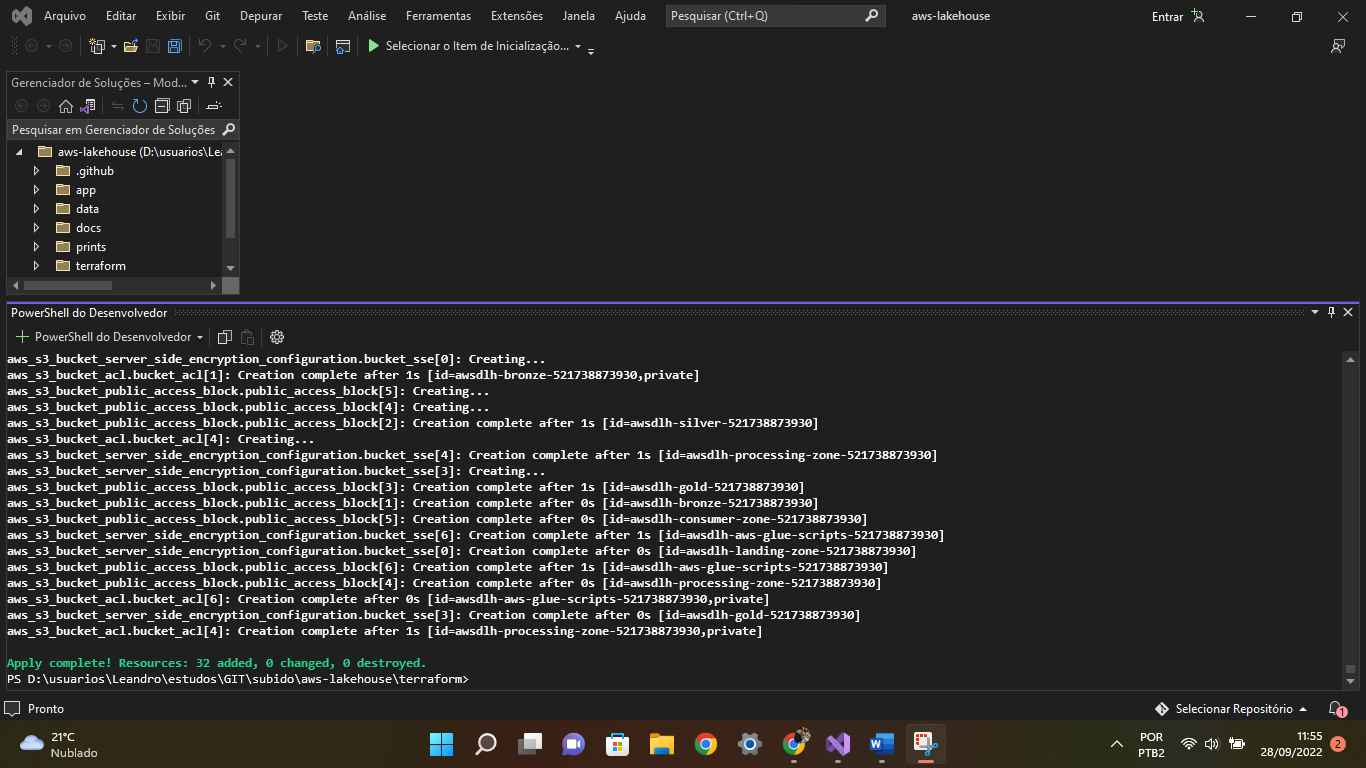 Arquivo Editar Exibir Git Depurar Teste Análise Ferramentas Extensões Janela Ajuda Pesquisar (Ctrl+Q) aws-lakehouse Entrar
Selecionar o Item de Inicialização...
Gerenciador de Soluções – Mod...
Pesquisar em Gerenciador de Soluções
aws-lakehouse (D:\usuarios\Le
.github
app
data
docs
prints
terraform
PowerShell do Desenvolvedor
PowerShell do Desenvolvedor
aws_s3_bucket_server_side_encryption_configuration.bucket_sse[0]: Creating...
aws_s3_bucket_acl.bucket_acl[1]: Creation complete after 1s [id=awsdlh-bronze-521738873930,private]
aws_s3_bucket_public_access_block.public_access_block[5]: Creating...
aws_s3_bucket_public_access_block.public_access_block[4]: Creating...
aws_s3_bucket_public_access_block.public_access_block[2]: Creation complete after 1s [id=awsdlh-silver-521738873930]
aws_s3_bucket_acl.bucket_acl[4]: Creating...
aws_s3_bucket_server_side_encryption_configuration.bucket_sse[4]: Creation complete after 1s [id=awsdlh-processing-zone-521738873930]
aws_s3_bucket_server_side_encryption_configuration.bucket_sse[3]: Creating...
aws_s3_bucket_public_access_block.public_access_block[3]: Creation complete after 1s [id=awsdlh-gold-521738873930]
aws_s3_bucket_public_access_block.public_access_block[1]: Creation complete after 0s [id=awsdlh-bronze-521738873930]
aws_s3_bucket_public_access_block.public_access_block[5]: Creation complete after 0s [id=awsdlh-consumer-zone-521738873930]
aws_s3_bucket_server_side_encryption_configuration.bucket_sse[6]: Creation complete after 1s [id=awsdlh-aws-glue-scripts-521738873930]
aws_s3_bucket_server_side_encryption_configuration.bucket_sse[0]: Creation complete after 0s [id=awsdlh-landing-zone-521738873930]
aws_s3_bucket_public_access_block.public_access_block[6]: Creation complete after 1s [id=awsdlh-aws-glue-scripts-521738873930]
aws_s3_bucket_public_access_block.public_access_block[4]: Creation complete after 0s [id=awsdlh-processing-zone-521738873930]
aws_s3_bucket_acl.bucket_acl[6]: Creation complete after 0s [id=awsdlh-aws-glue-scripts-521738873930,private]
aws_s3_bucket_server_side_encryption_configuration.bucket_sse[3]: Creation complete after 0s [id=awsdlh-gold-521738873930]
aws_s3_bucket_acl.bucket_acl[4]: Creation complete after 1s [id=awsdlh-processing-zone-521738873930,private]
Apply complete! Resources: 32 added, 0 changed, 0 destroyed.
PS D:\usuarios\Leandro\estudos\GIT\subido\aws-lakehouse\terraform>
Pronto
Selecionar Repositório
1
21°C
Nublado
POR
PTB2
11:55
28/09/2022
2